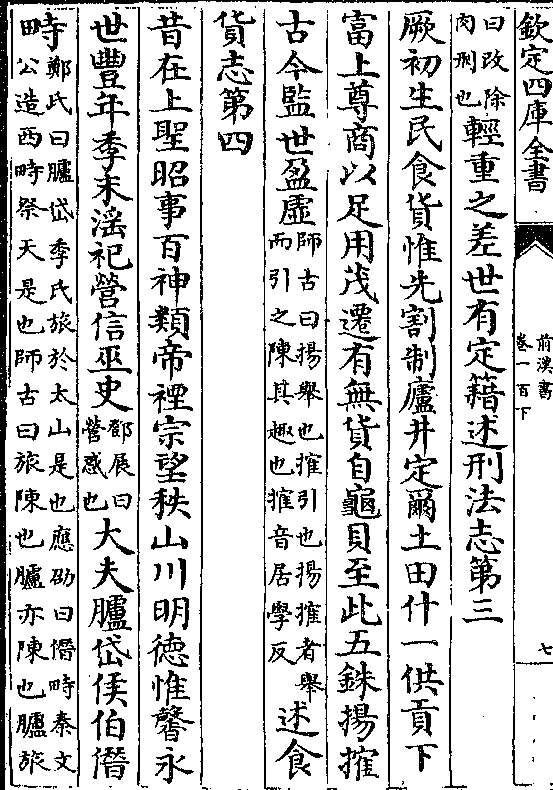 欽定四庫全書
前漢書
卷一百下
七
曰改除
肉刑也
輕重之差世有定籍述刑法志第三
厥初生民食貨惟先割制廬井定爾土田什一供貢下
富上尊商以足用茂遷有無貨自龜貝至此五銖揚搉
古今監世盈虛
師古曰揚舉也搉引也揚搉者舉
而引之陳其趣也搉音居學反
述食
貨志第四
昔在上聖昭事百神類帝禋宗望秩山川明德惟馨永
世豐年季末淫祀營信巫史
鄧展曰
營惑也
大夫臚岱侯伯僭
畤
鄭氏曰臚岱季氏旅於太山是也應劭曰僭畤秦文
公造西畤祭天是也師古曰旅陳也臚亦陳也臚旅